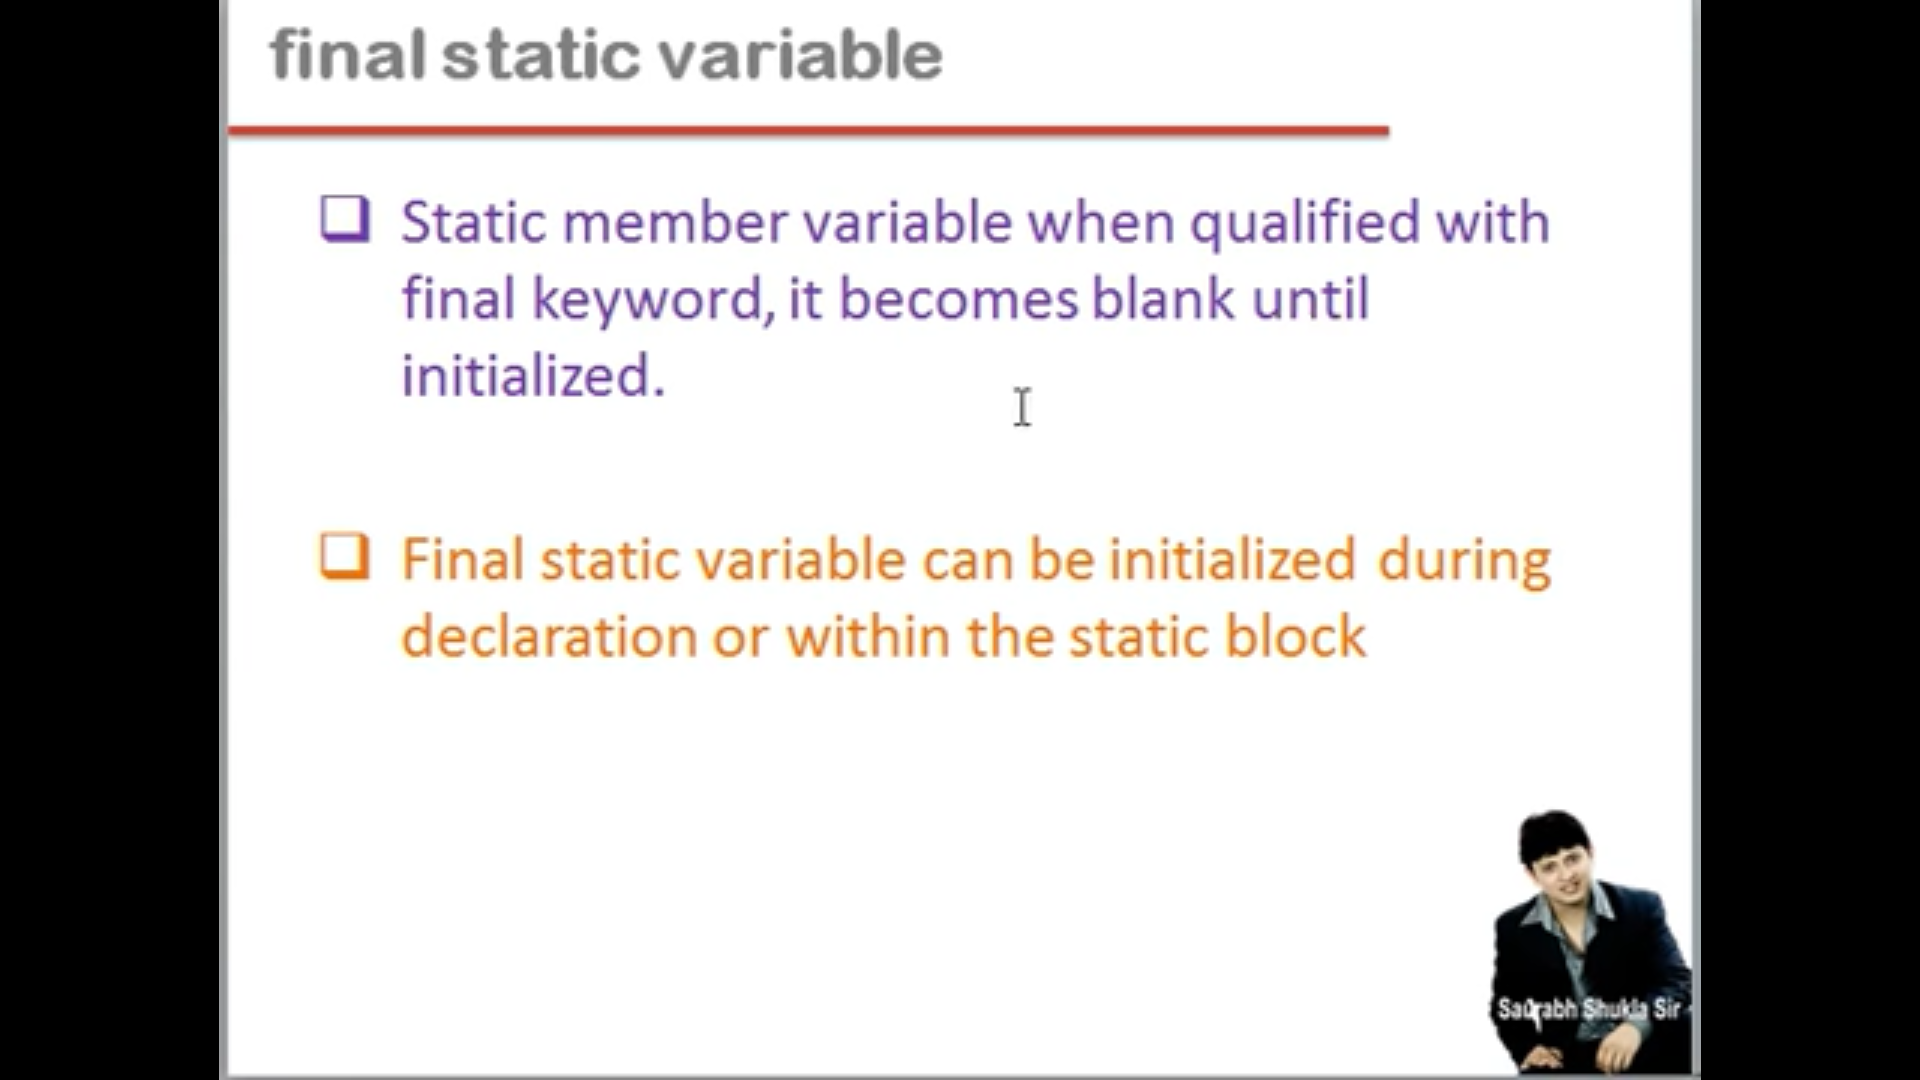 final static variable
Static member variable when qualified with
final keyword, it becomes blank until
initialized.
Final static variable can be initialized during
declaration or within the static block
Saurabh Shukla Sir